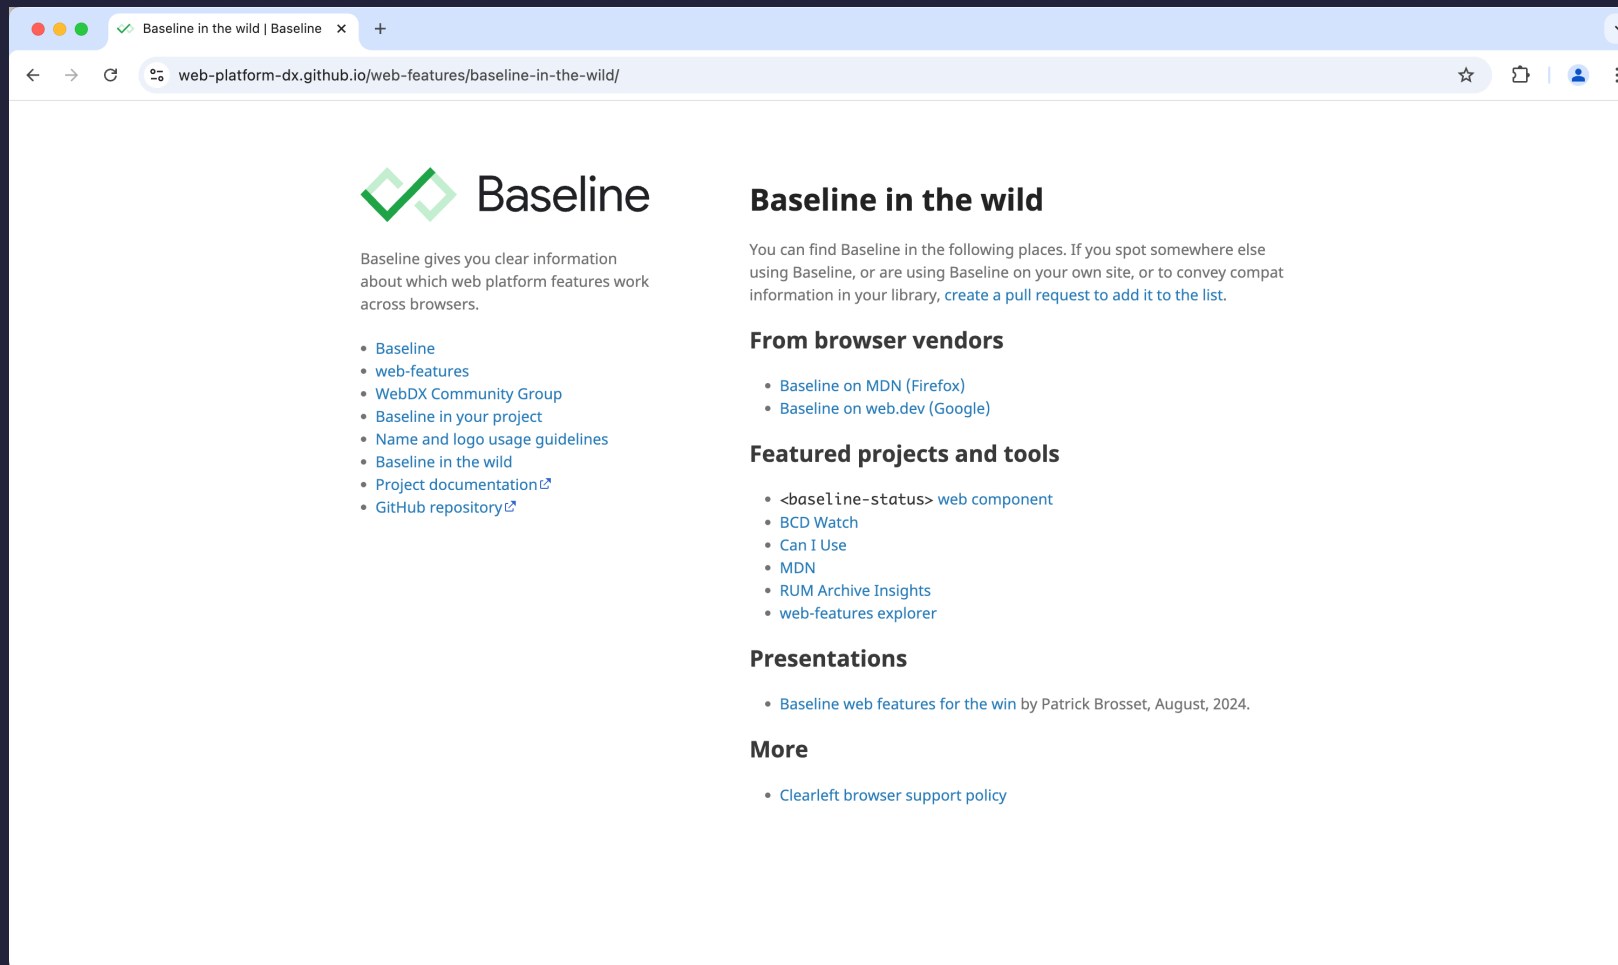 Baseline in the wild | Baseline
web-platform-dx.github.io/web-features/baseline-in-the-wild/
Baseline
Baseline gives you clear information
about which web platform features work
across browsers.
Baseline
web-features
WebDX Community Group
Baseline in your project
Name and logo usage guidelines
Baseline in the wild
Project documentation
GitHub repository
Baseline in the wild
You can find Baseline in the following places. If you spot somewhere else
using Baseline, or are using Baseline on your own site, or to convey compat
information in your library, create a pull request to add it to the list.
From browser vendors
Baseline on MDN (Firefox)
Baseline on web.dev (Google)
Featured projects and tools
<baseline-status> web component
BCD Watch
Can I Use
MDN
RUM Archive Insights
web-features explorer
Presentations
Baseline web features for the win by Patrick Brosset, August, 2024.
More
Clearleft browser support policy